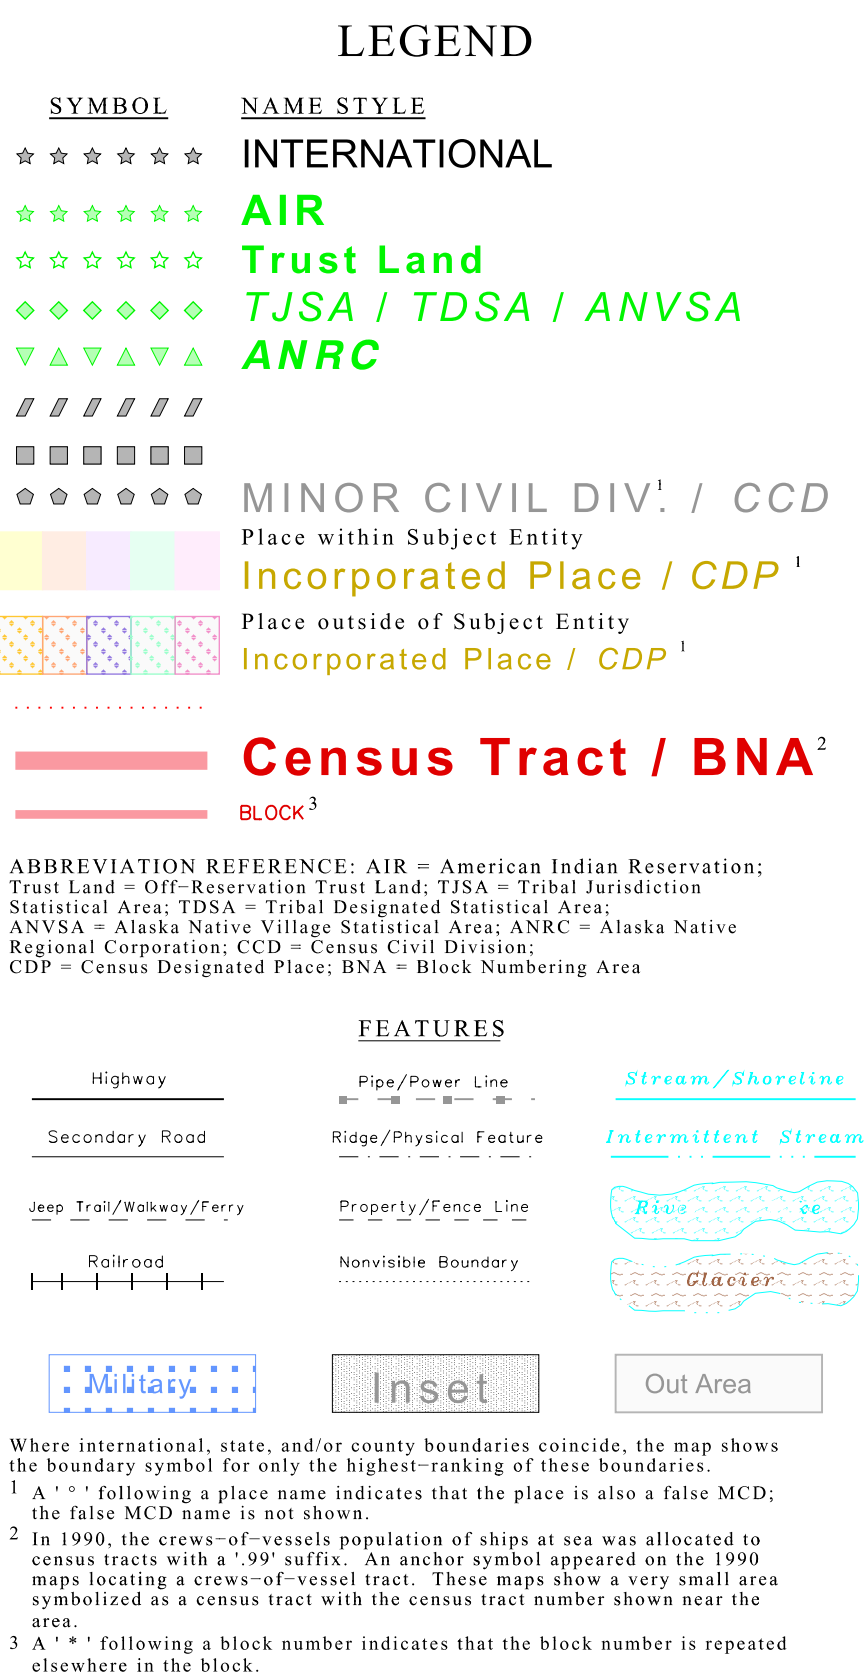 LEGEND
SYMBOL NAME STYLE
INTERNATIONAL
AIR
Trust Land
TJSA / TDSA / ANVSA
ANRC
MINOR CIVIL DIV.¹ / CCD
Place within Subject Entity
Incorporated Place / CDP ¹
Place outside of Subject Entity
Incorporated Place / CDP ¹
Census Tract / BNA²
BLOCK³
ABBREVIATION REFERENCE: AIR = American Indian Reservation;
Trust Land = Off−Reservation Trust Land; TJSA = Tribal Jurisdiction
Statistical Area; TDSA = Tribal Designated Statistical Area;
ANVSA = Alaska Native Village Statistical Area; ANRC = Alaska Native
Regional Corporation; CCD = Census Civil Division;
CDP = Census Designated Place; BNA = Block Numbering Area
FEATURES
Highway Pipe/Power Line Stream/Shoreline
Secondary Road Ridge/Physical Feature Intermittent Stream
Jeep Trail/Walkway/Ferry Property/Fence Line
Railroad Nonvisible Boundary Glacier
Military Inset Out Area
Where international, state, and/or county boundaries coincide, the map shows
the boundary symbol for only the highest−ranking of these boundaries.
1 A ' ° ' following a place name indicates that the place is also a false MCD;
the false MCD name is not shown.
2 In 1990, the crews−of−vessels population of ships at sea was allocated to
census tracts with a '.99' suffix. An anchor symbol appeared on the 1990
maps locating a crews−of−vessel tract. These maps show a very small area
symbolized as a census tract with the census tract number shown near the
area.
3 A ' * ' following a block number indicates that the block number is repeated
elsewhere in the block.